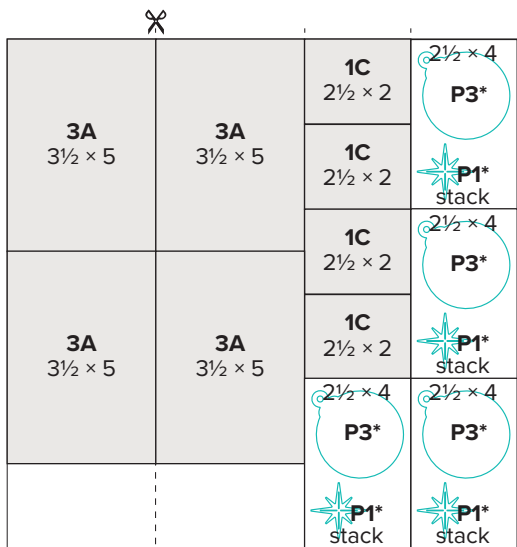 3A
3½ × 5
3A
3½ × 5
1C
2½ × 2
1C
2½ × 2
1C
2½ × 2
1C
2½ × 2
2½ × 4
P3*
P1*
stack
2½ × 4
P3*
P1*
stack
3A
3½ × 5
3A
3½ × 5
2½ × 4
P3*
P1*
stack
2½ × 4
P3*
P1*
stack